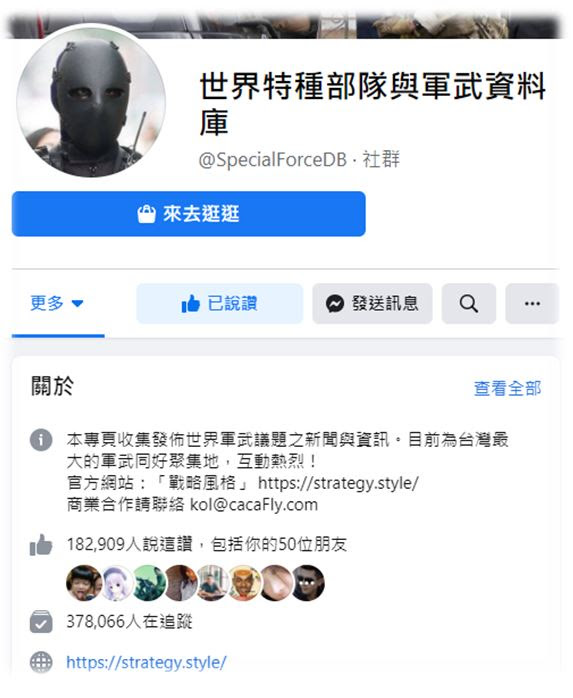 世界特種部隊與軍武資料
庫
@SpecialForceDB · 社群
來去逛逛
更多
已說讚
發送訊息
關於
查看全部
本專頁收集發佈世界軍武議題之新聞與資訊。目前為台灣最
大的軍武同好聚集地，互動熱烈！
官方網站：「戰略風格」 https://strategy.style/
商業合作請聯絡 kol@cacaFly.com
182,909人說這讚，包括你的50位朋友
378,066人在追蹤
https://strategy.style/